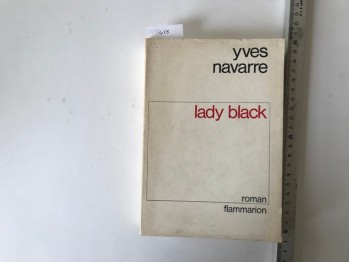 yves
navarre
lady black
roman
flammarion